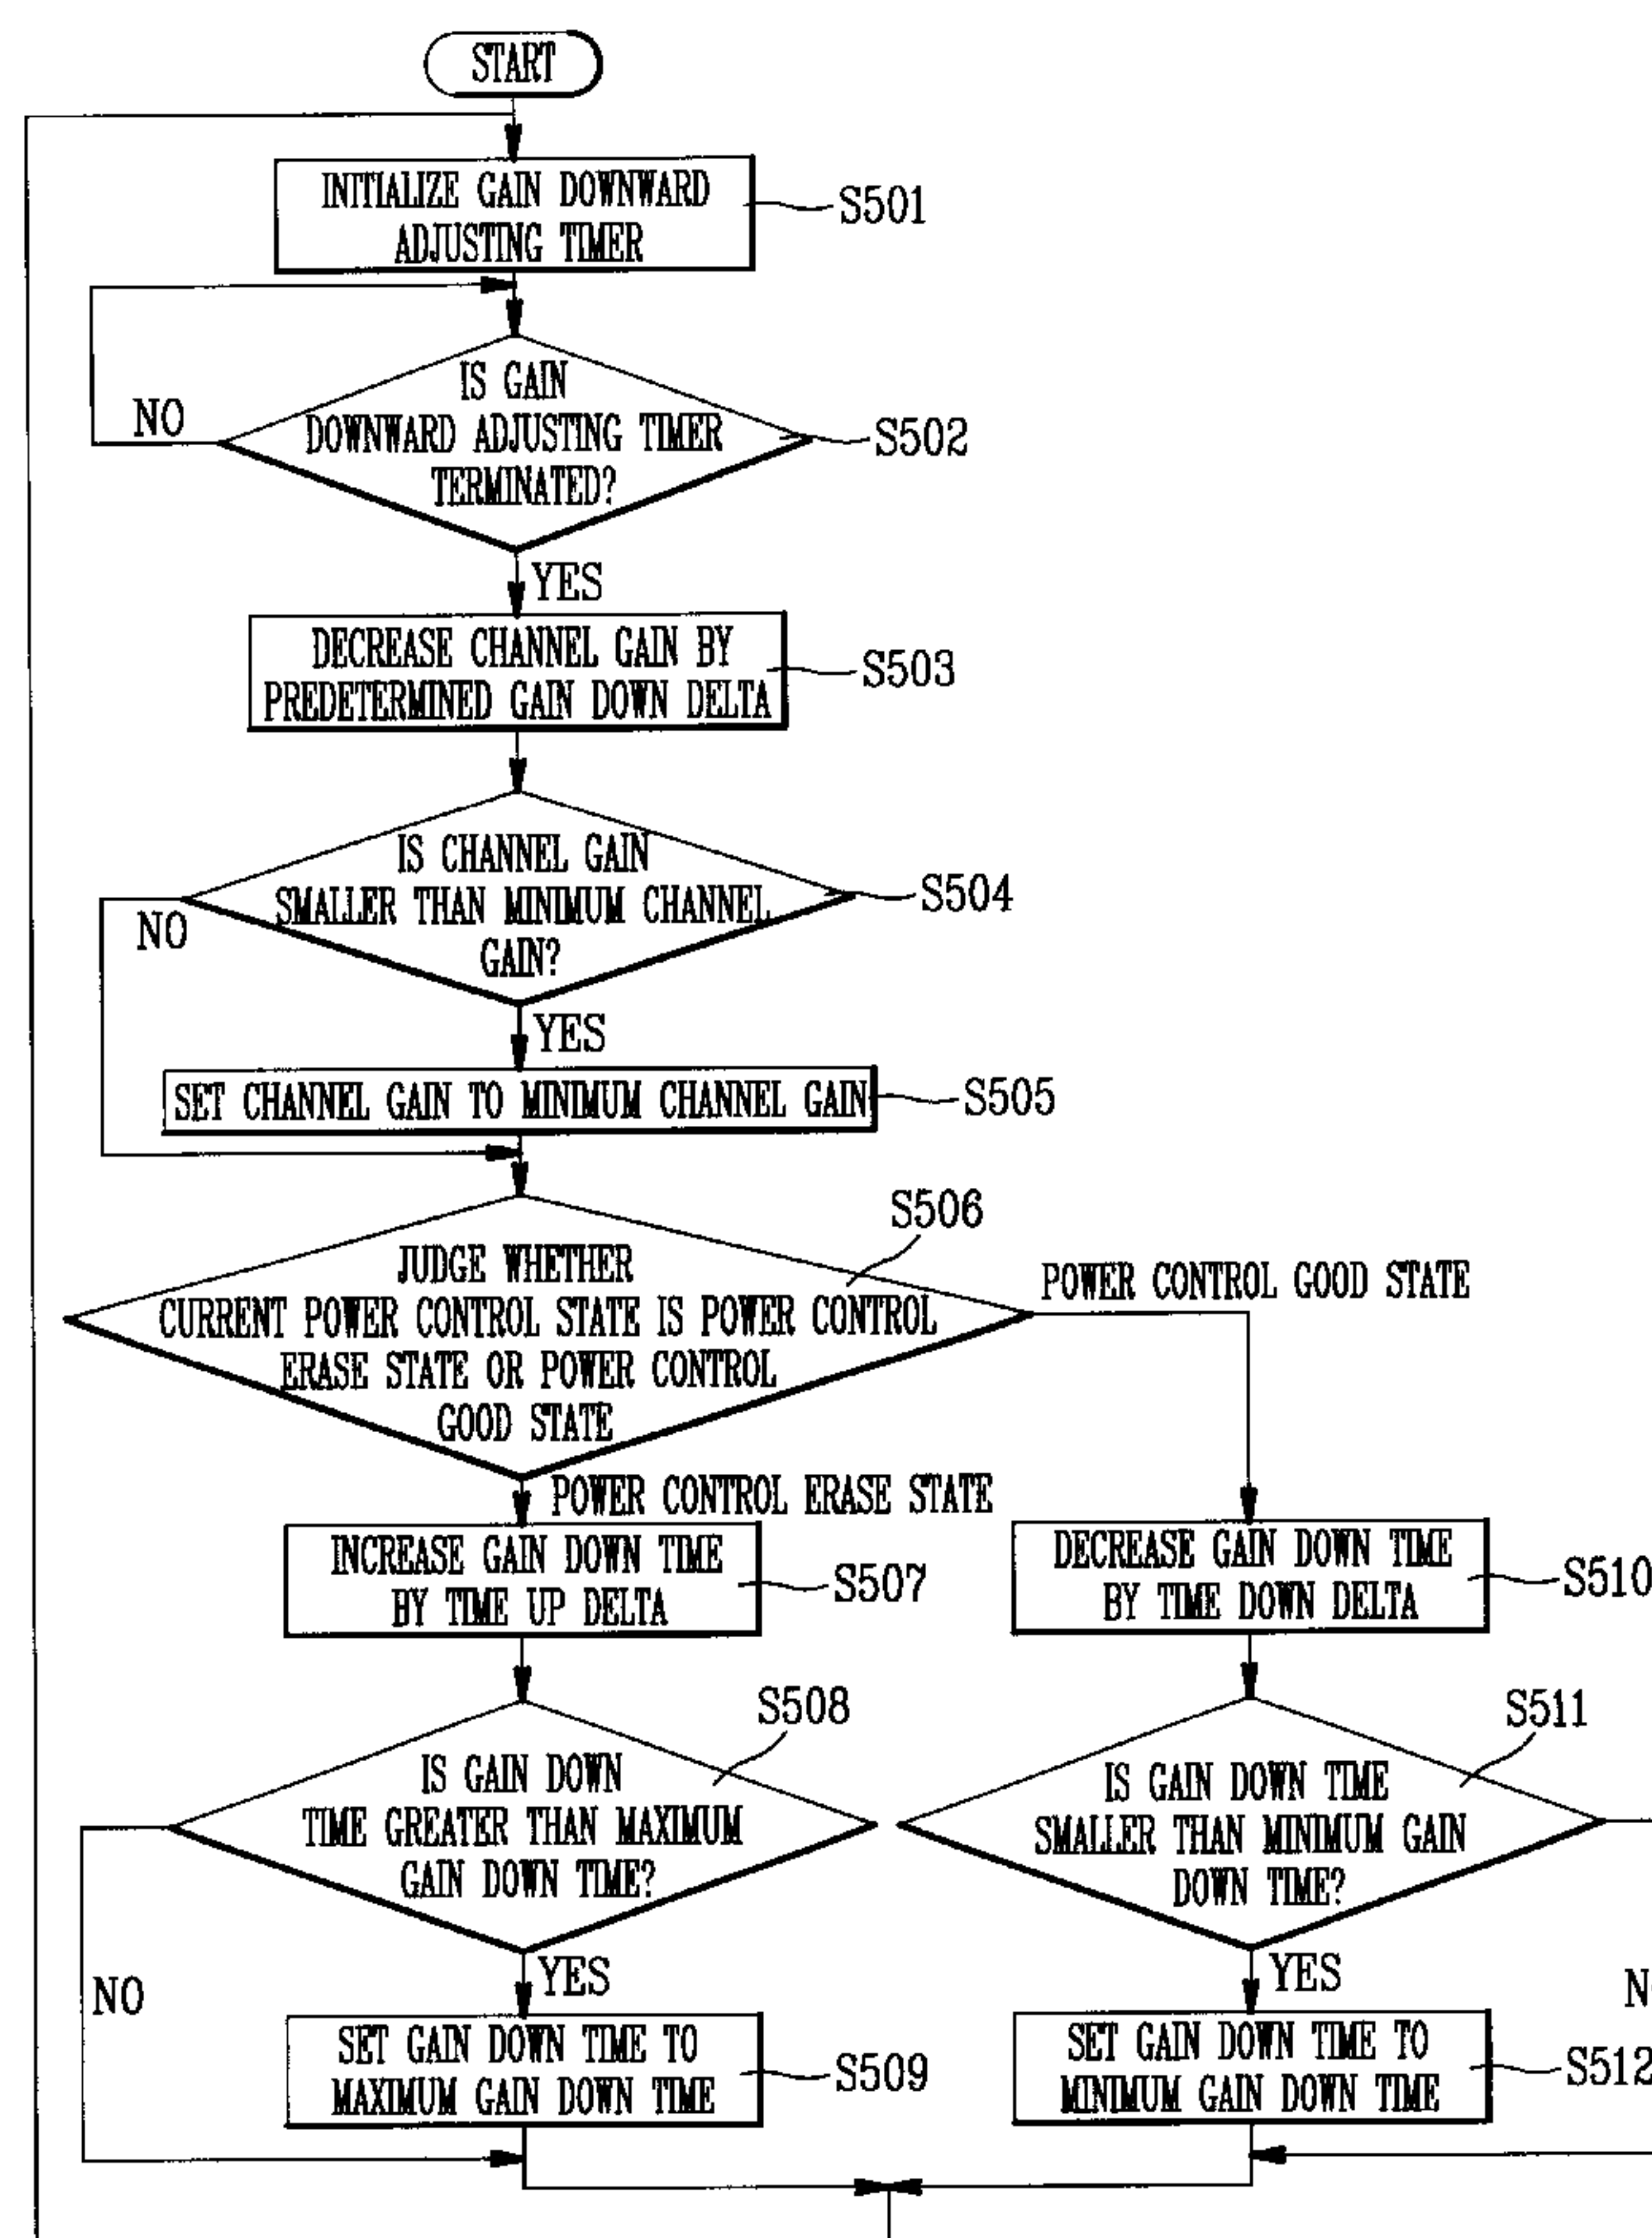 START
INITIALIZE GAIN DOWNWARD
ADJUSTING TIMER
S501
IS GAIN
DOWNWARD ADJUSTING TIMER
TERMINATED?
S502
NO
YES
DECREASE CHANNEL GAIN BY
PREDETERMINED GAIN DOWN DELTA
S503
IS CHANNEL GAIN
SMALLER THAN MINIMUM CHANNEL
GAIN?
S504
NO
YES
SET CHANNEL GAIN TO MINIMUM CHANNEL GAIN
S505
JUDGE WHETHER
CURRENT POWER CONTROL STATE IS POWER CONTROL
ERASE STATE OR POWER CONTROL
GOOD STATE
S506
POWER CONTROL GOOD STATE
POWER CONTROL ERASE STATE
INCREASE GAIN DOWN TIME
BY TIME UP DELTA
S507
DECREASE GAIN DOWN TIME
BY TIME DOWN DELTA
S510
IS GAIN DOWN
TIME GREATER THAN MAXIMUM
GAIN DOWN TIME?
S508
IS GAIN DOWN TIME
SMALLER THAN MINIMUM GAIN
DOWN TIME?
S511
NO
YES
YES
SET GAIN DOWN TIME TO
MAXIMUM GAIN DOWN TIME
S509
SET GAIN DOWN TIME TO
MINIMUM GAIN DOWN TIME
S512